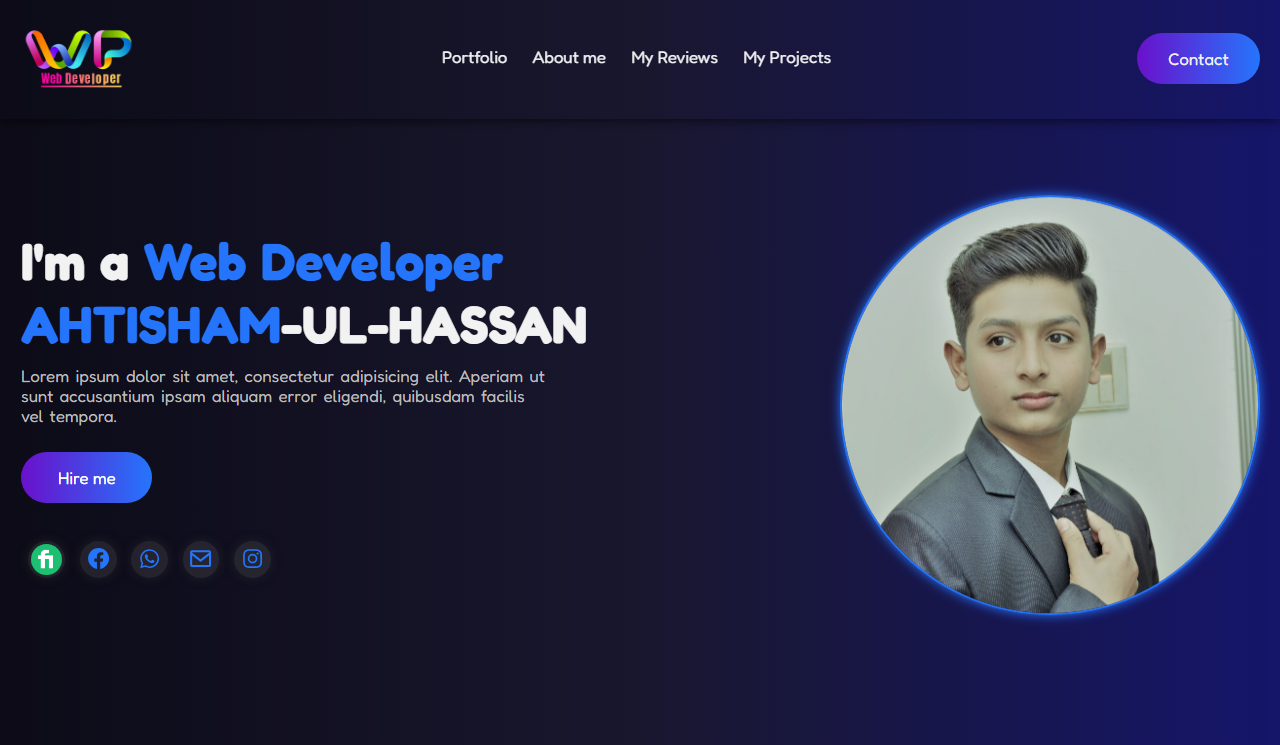 WP
Web Developer
Portfolio About me My Reviews My Projects
Contact
I'm a Web Developer
AHTISHAM-UL-HASSAN
Lorem ipsum dolor sit amet, consectetur adipisicing elit. Aperiam ut
sunt accusantium ipsam aliquam error eligendi, quibusdam facilis
vel tempora.
Hire me
fi